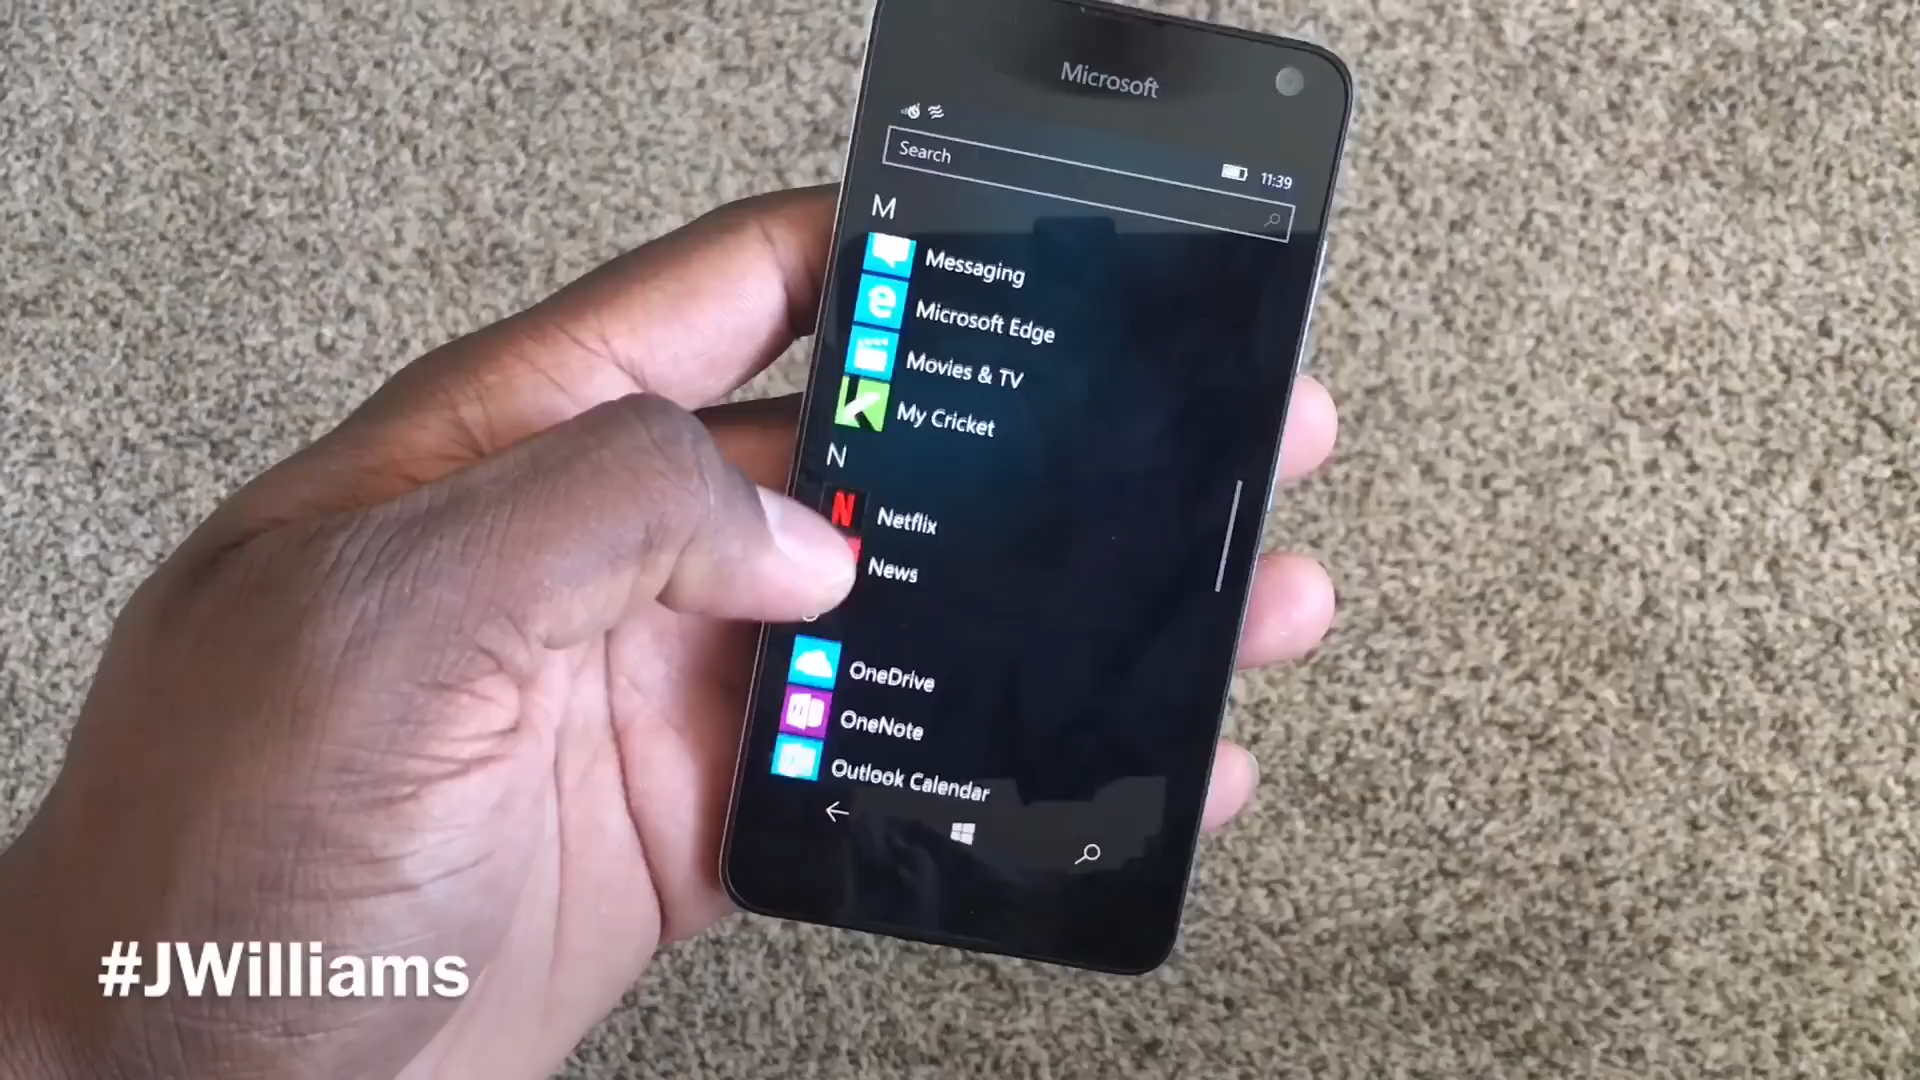 Microsoft
11:39
Search
M
Messaging
Microsoft Edge
Movies & TV
My Cricket
N
Netflix
News
OneDrive
OneNote
Outlook Calendar
#JWilliams